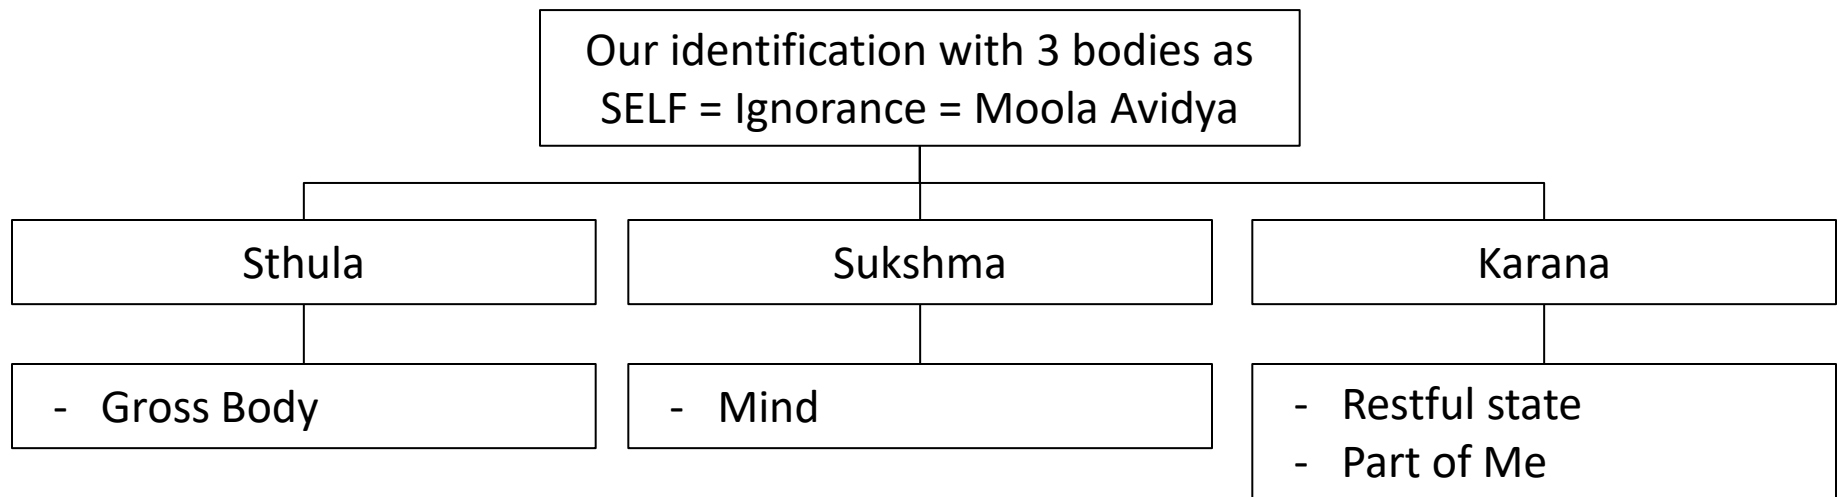 Our identification with 3 bodies as
SELF = Ignorance = Moola Avidya
Sthula
Sukshma
Karana
- Gross Body
- Mind
- Restful state
- Part of Me